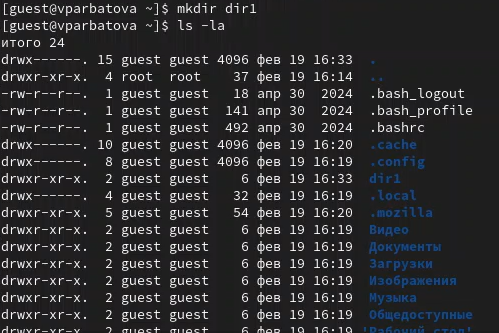 [guest@vparbatova ~]$ mkdir dir1
[guest@vparbatova ~]$ ls -la
итого 24
drwx------. 15 guest guest 4096 фев 19 16:33 .
drwxr-xr-x. 4 root root 37 фев 19 16:14 ..
-rw-r--r--. 1 guest guest 18 апр 30 2024 .bash_logout
-rw-r--r--. 1 guest guest 141 апр 30 2024 .bash_profile
-rw-r--r--. 1 guest guest 492 апр 30 2024 .bashrc
drwx------. 10 guest guest 4096 фев 19 16:20 .cache
drwx------. 8 guest guest 4096 фев 19 16:19 .config
drwxr-xr-x. 2 guest guest 6 фев 19 16:33 dir1
drwx------. 4 guest guest 32 фев 19 16:19 .local
drwxr-xr-x. 5 guest guest 54 фев 19 16:20 .mozilla
drwxr-xr-x. 2 guest guest 6 фев 19 16:19 Видео
drwxr-xr-x. 2 guest guest 6 фев 19 16:19 Документы
drwxr-xr-x. 2 guest guest 6 фев 19 16:19 Загрузки
drwxr-xr-x. 2 guest guest 6 фев 19 16:19 Изображения
drwxr-xr-x. 2 guest guest 6 фев 19 16:19 Музыка
drwxr-xr-x. 2 guest guest 6 фев 19 16:19 Общедоступные
drwxr-xr-x. 2 guest guest 6 фев 19 16:19 'Рабочий стол'